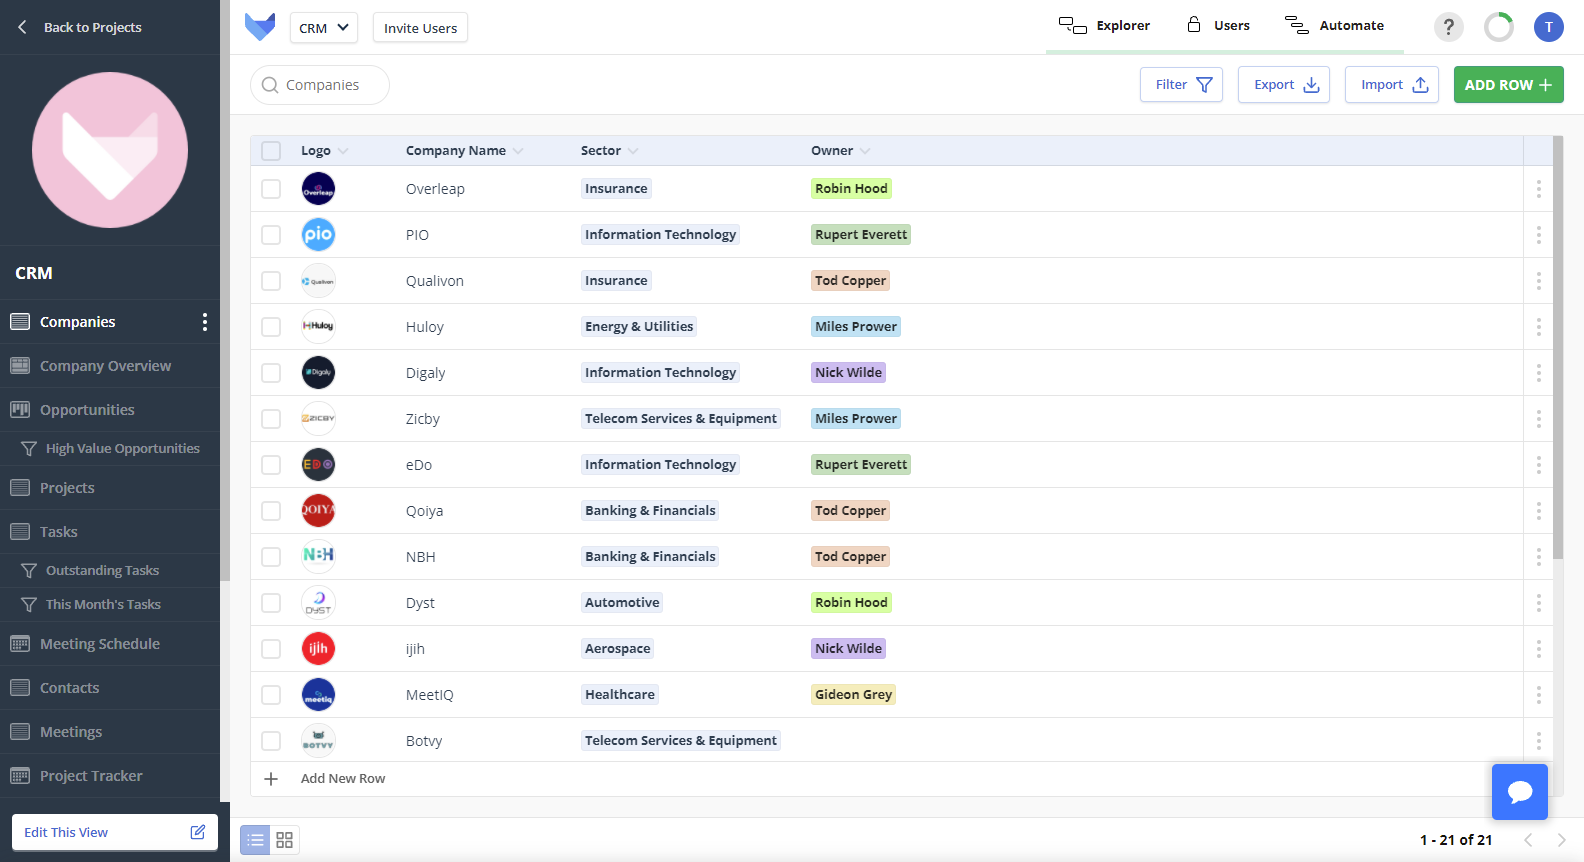 Back to Projects
CRM
Invite Users
Explorer
Users
Automate
?
T
Companies
Filter
Export
Import
ADD ROW
CRM
Companies
Company Overview
Opportunities
High Value Opportunities
Projects
Tasks
Outstanding Tasks
This Month's Tasks
Meeting Schedule
Contacts
Meetings
Project Tracker
Edit This View
Logo Company Name Sector Owner
Overleap Overleap Insurance Robin Hood
pio PIO Information Technology Rupert Everett
Qualivon Qualivon Insurance Tod Copper
Huloy Huloy Energy & Utilities Miles Prower
Digaly Digaly Information Technology Nick Wilde
ZICBY Zicby Telecom Services & Equipment Miles Prower
EDO eDo Information Technology Rupert Everett
QOIYA Qoiya Banking & Financials Tod Copper
NBH NBH Banking & Financials Tod Copper
DYST Dyst Automotive Robin Hood
ijih ijih Aerospace Nick Wilde
meetiq MeetIQ Healthcare Gideon Grey
BOTVY Botvy Telecom Services & Equipment
Add New Row
1 - 21 of 21